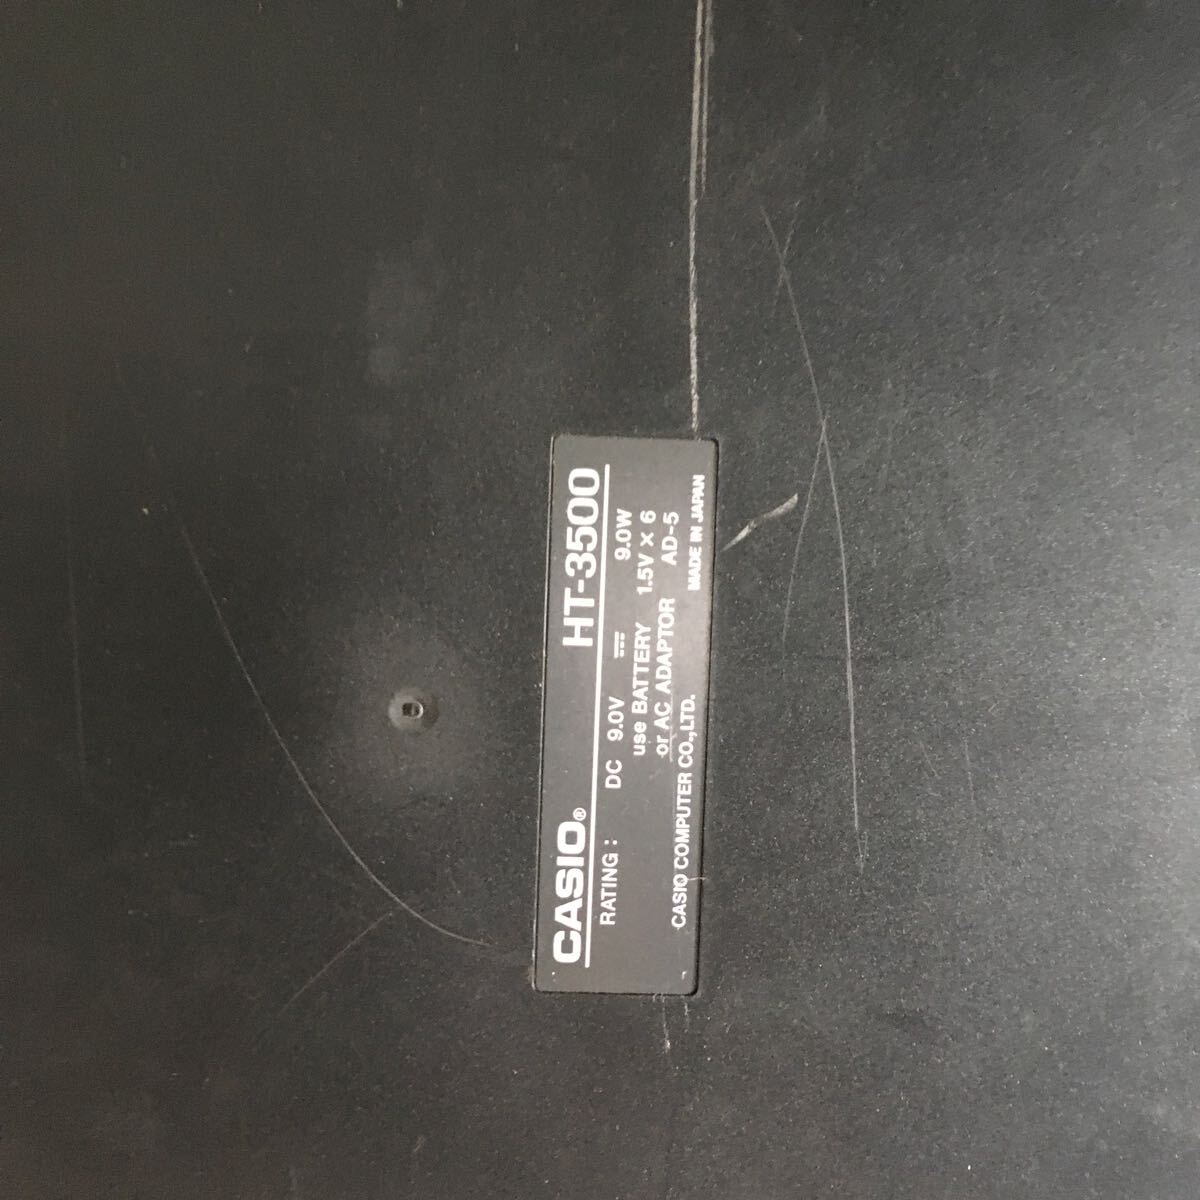 CASIO® HT-3500
RATING : DC 9.0V ⎓ 9.0W
use BATTERY 1.5V × 6
or AC ADAPTOR AD-5
CASIO COMPUTER CO.,LTD. MADE IN JAPAN